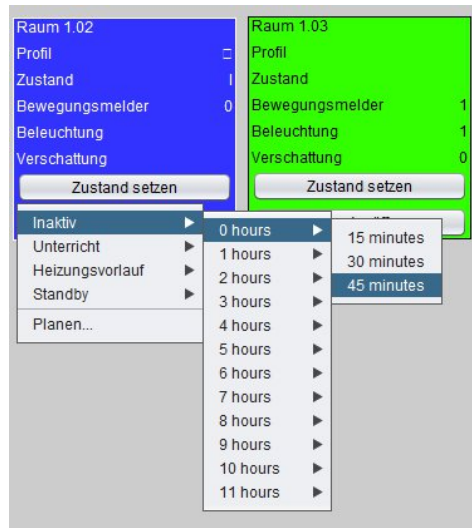 Raum 1.02
Profil □
Zustand I
Bewegungsmelder 0
Beleuchtung
Verschattung
Zustand setzen
Raum 1.03
Profil
Zustand
Bewegungsmelder 1
Beleuchtung 1
Verschattung 0
Zustand setzen
Inaktiv
Unterricht
Heizungsvorlauf
Standby
Planen...
0 hours
1 hours
2 hours
3 hours
4 hours
5 hours
6 hours
7 hours
8 hours
9 hours
10 hours
11 hours
15 minutes
30 minutes
45 minutes